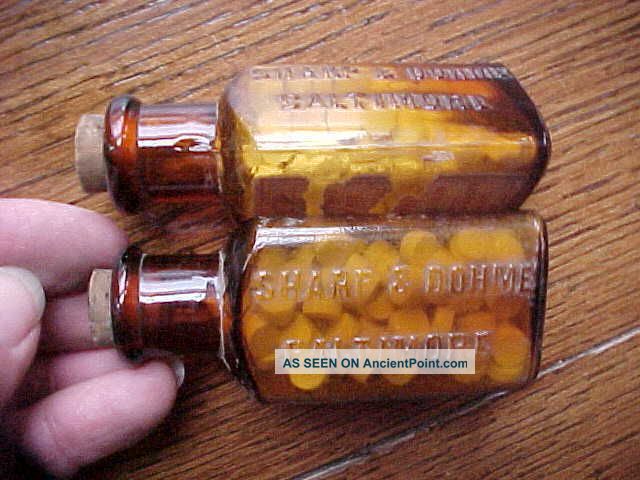 SHARP & DOHME
BALTIMORE
SHARP & DOHME
BALTIMORE
AS SEEN ON AncientPoint.com